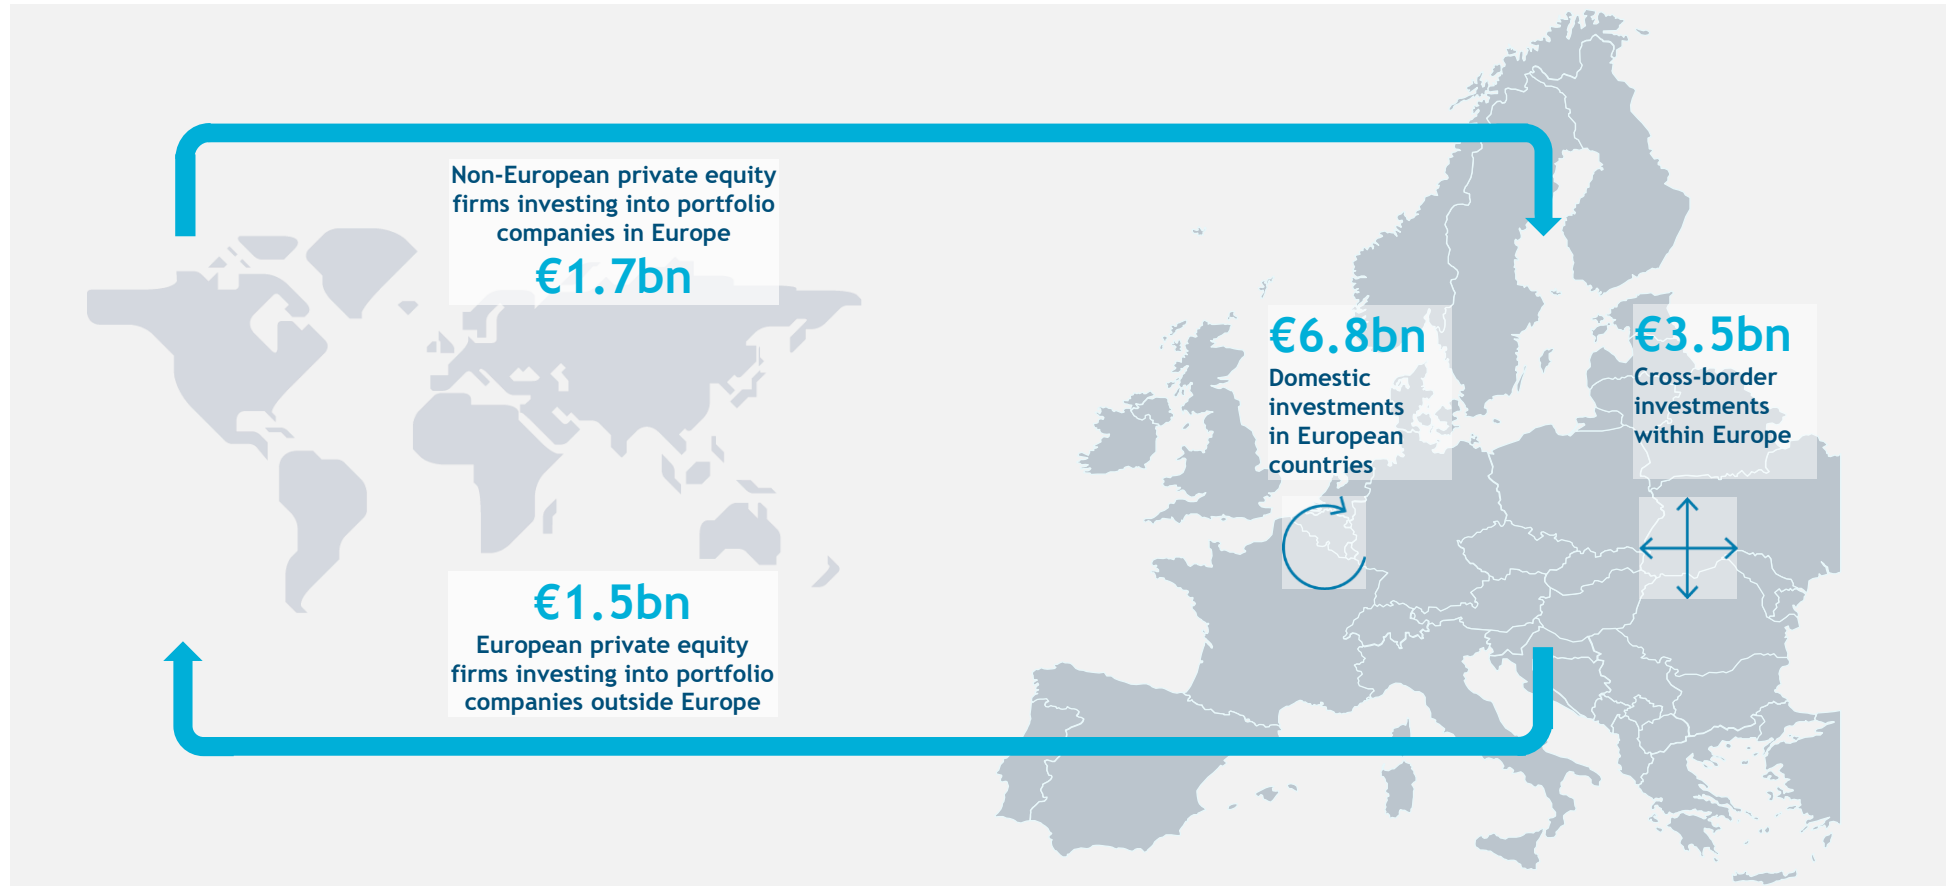 Non-European private equity
firms investing into portfolio
companies in Europe
€1.7bn
€6.8bn
Domestic
investments
in European
countries
€3.5bn
Cross-border
investments
within Europe
€1.5bn
European private equity
firms investing into portfolio
companies outside Europe